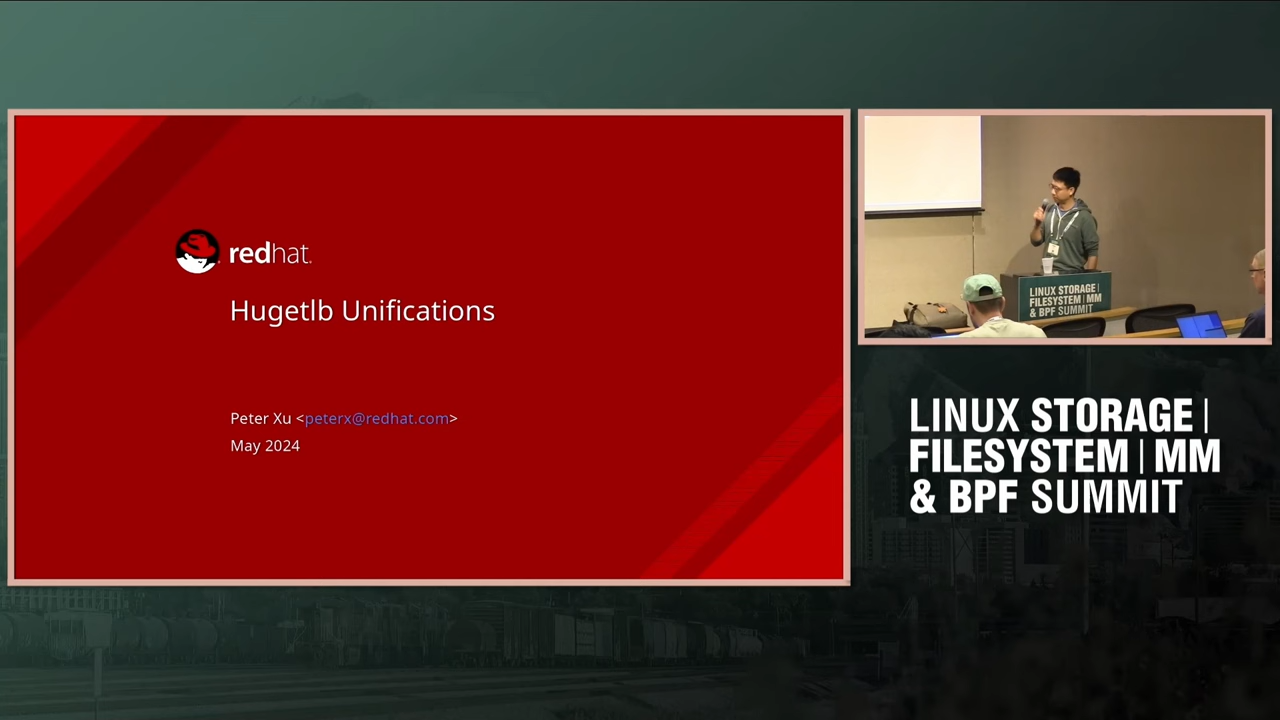 redhat.
Hugetlb Unifications
Peter Xu <peterx@redhat.com>
May 2024
LINUX STORAGE |
FILESYSTEM | MM
& BPF SUMMIT
LINUX STORAGE |
FILESYSTEM | MM
& BPF SUMMIT